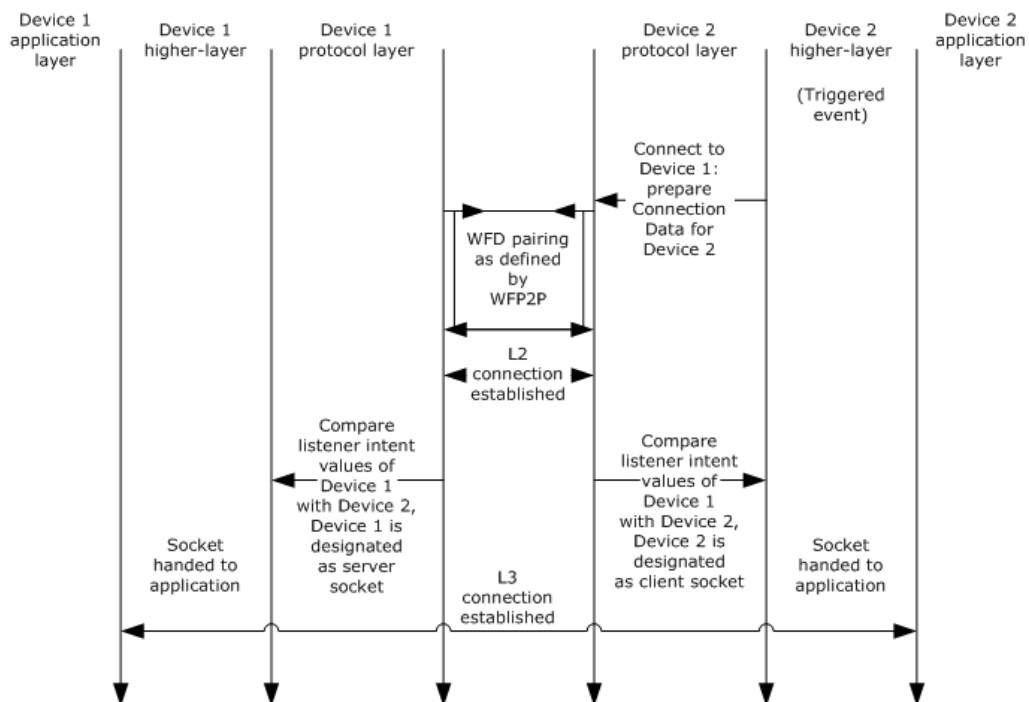 Device 1
application
layer
Device 1
higher-layer
Device 1
protocol layer
Device 2
protocol layer
Device 2
higher-layer
Device 2
application
layer
(Triggered
event)
Connect to
Device 1:
prepare
Connection
Data for
Device 2
WFD pairing
as defined
by
WFP2P
L2
connection
established
Compare
listener intent
values of
Device 1
with Device 2,
Device 1 is
designated
as server
socket
Compare
listener intent
values of
Device 1
with Device 2,
Device 2 is
designated
as client socket
Socket
handed to
application
Socket
handed to
application
L3
connection
established